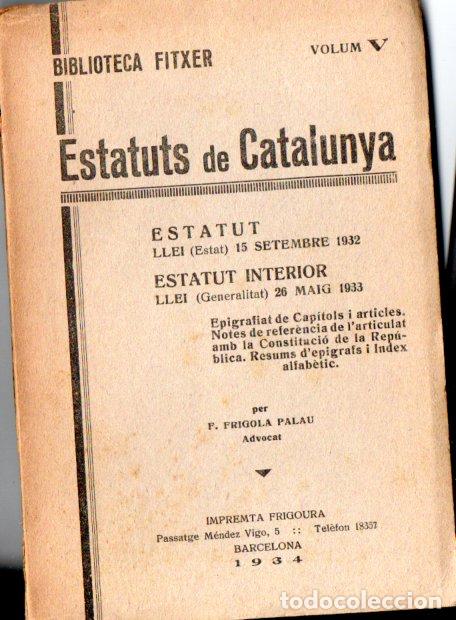 BIBLIOTECA FITXER
VOLUM V
Estatuts de Catalunya
ESTATUT
LLEI (Estat) 15 SETEMBRE 1932
ESTATUT INTERIOR
LLEI (Generalitat) 26 MAIG 1933
Epigrafiat de Capítols i articles.
Notes de referència de l'articulat
amb la Constitució de la Repú-
blica. Resums d'epígrafs i Index
alfabètic.
per
F. FRIGOLA PALAU
Advocat
IMPREMTA FRIGOURA
Passatge Méndez Vigo, 5 :: Telèfon 18357
BARCELONA
1934
todocoleccion.net